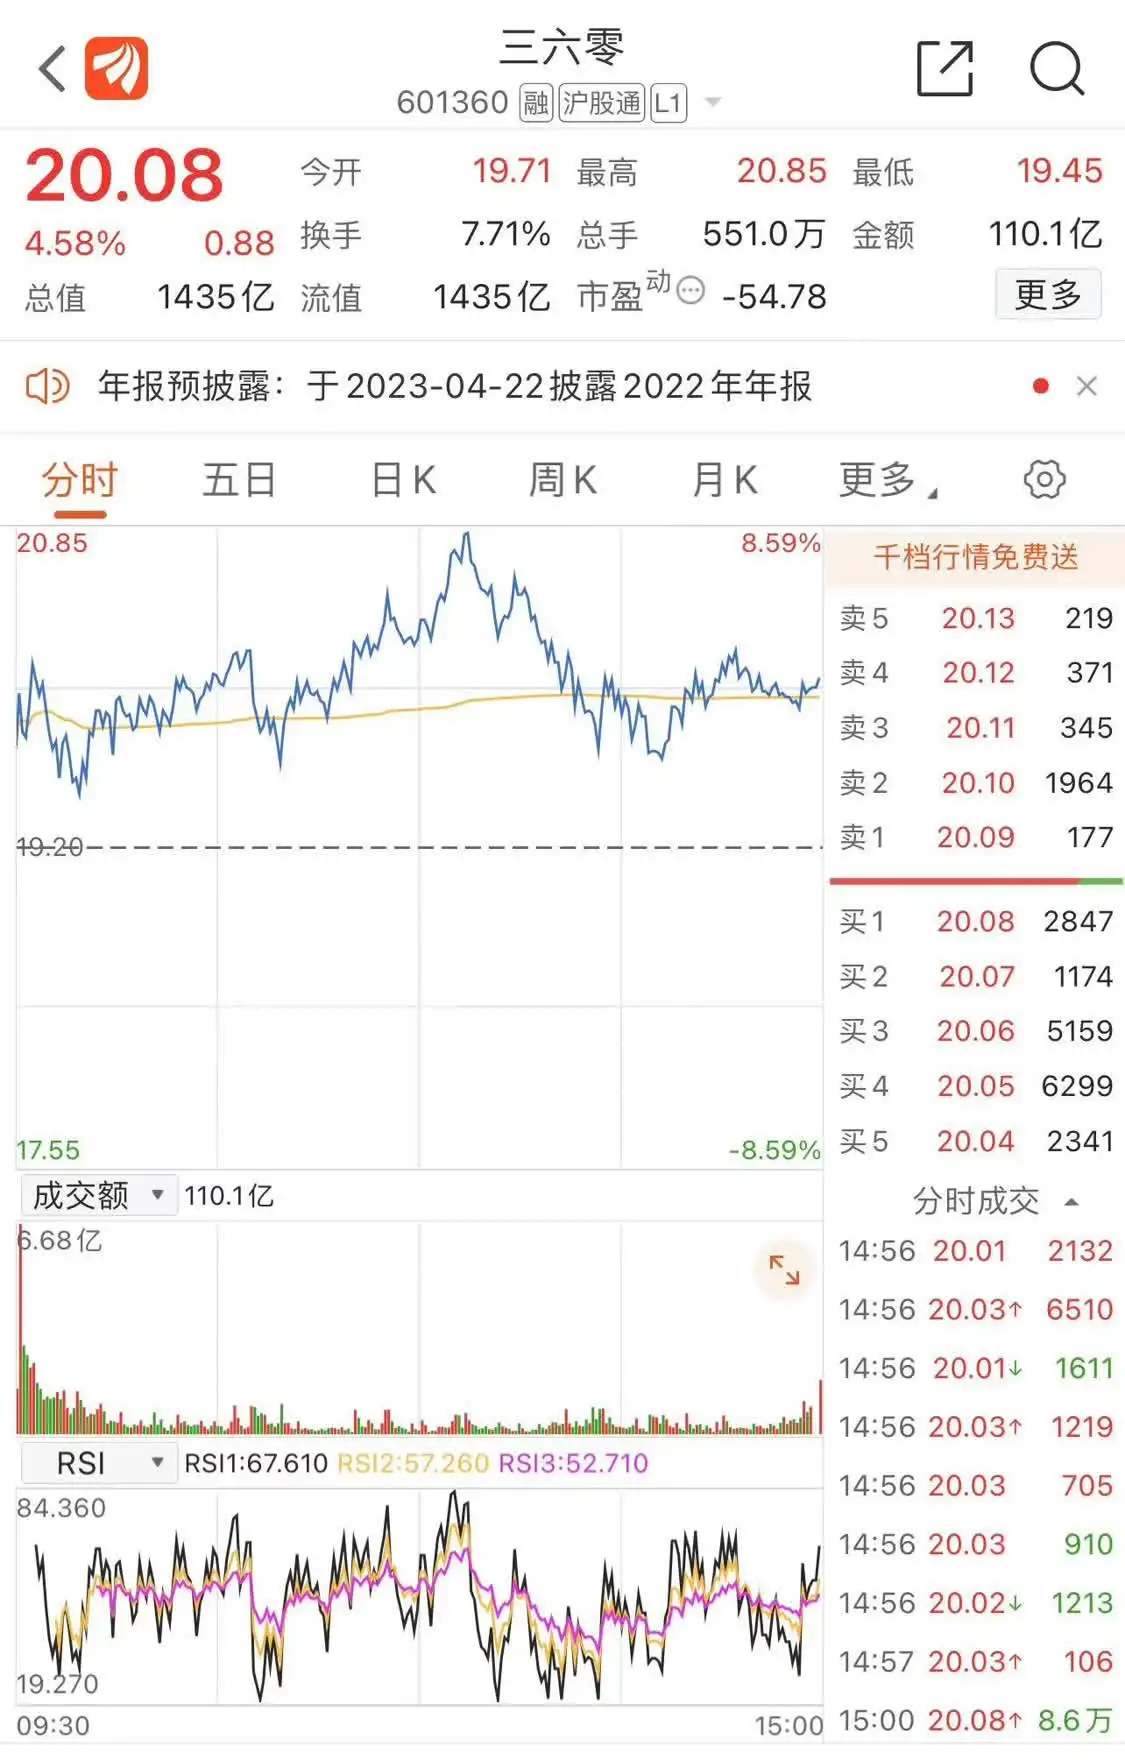 三六零
601360 融 沪股通 L1
20.08 今开 19.71 最高 20.85 最低 19.45
4.58% 0.88 换手 7.71% 总手 551.0万 金额 110.1亿
总值 1435亿 流值 1435亿 市盈动 -54.78 更多
年报预披露：于2023-04-22披露2022年年报
分时 五日 日K 周K 月K 更多
20.85 8.59%
19.20
17.55 -8.59%
成交额 110.1亿
6.68亿
RSI RSI1:67.610 RSI2:57.260 RSI3:52.710
84.360
19.270
09:30 15:00
千档行情免费送
卖5 20.13 219
卖4 20.12 371
卖3 20.11 345
卖2 20.10 1964
卖1 20.09 177
买1 20.08 2847
买2 20.07 1174
买3 20.06 5159
买4 20.05 6299
买5 20.04 2341
分时成交
14:56 20.01 2132
14:56 20.03↑ 6510
14:56 20.01↓ 1611
14:56 20.03↑ 1219
14:56 20.03 705
14:56 20.03 910
14:56 20.02↓ 1213
14:57 20.03↑ 106
15:00 20.08↑ 8.6万